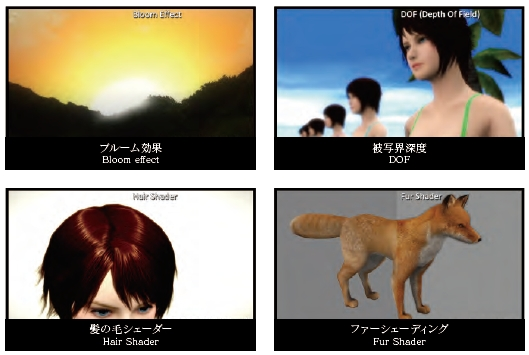 Bloom Effect
ブルーム効果
Bloom effect
DOF (Depth Of Field)
被写界深度
DOF
Hair Shader
髪の毛シェーダー
Hair Shader
Fur Shader
ファーシェーディング
Fur Shader